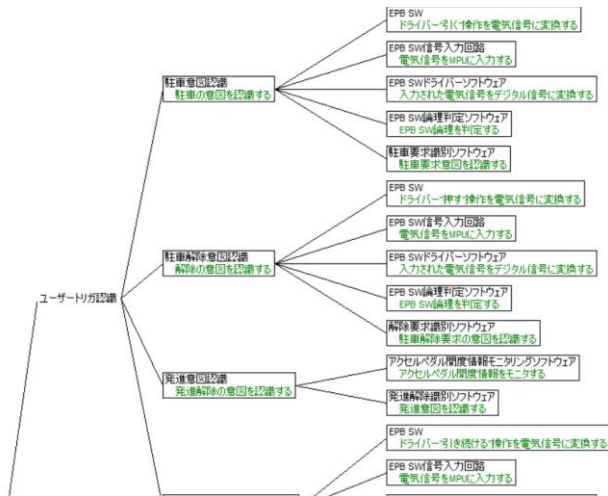 EPB SW
ドライバー"引く"操作を電気信号に変換する
EPB SW信号入力回路
電気信号をMPUに入力する
駐車意図認識
駐車の意図を認識する
EPB SWドライバーソフトウェア
入力された電気信号をデジタル信号に変換する
EPB SW論理判定ソフトウェア
EPB SW論理を判定する
駐車要求識別ソフトウェア
駐車要求意図を認識する
EPB SW
ドライバー"押す"操作を電気信号に変換する
EPB SW信号入力回路
電気信号をMPUに入力する
駐車解除意図認識
解除の意図を認識する
EPB SWドライバーソフトウェア
入力された電気信号をデジタル信号に変換する
EPB SW論理判定ソフトウェア
EPB SW論理を判定する
ユーザートリガ認識
解除要求識別ソフトウェア
駐車解除要求の意図を認識する
アクセルペダル開度情報モニタリングソフトウェア
アクセルペダル開度情報をモニタする
発進意図認識
発進解除の意図を認識する
発進解除識別ソフトウェア
発進意図を認識する
EPB SW
ドライバー"引き続ける"操作を電気信号に変換する
EPB SW信号入力回路
電気信号をMPUに入力する